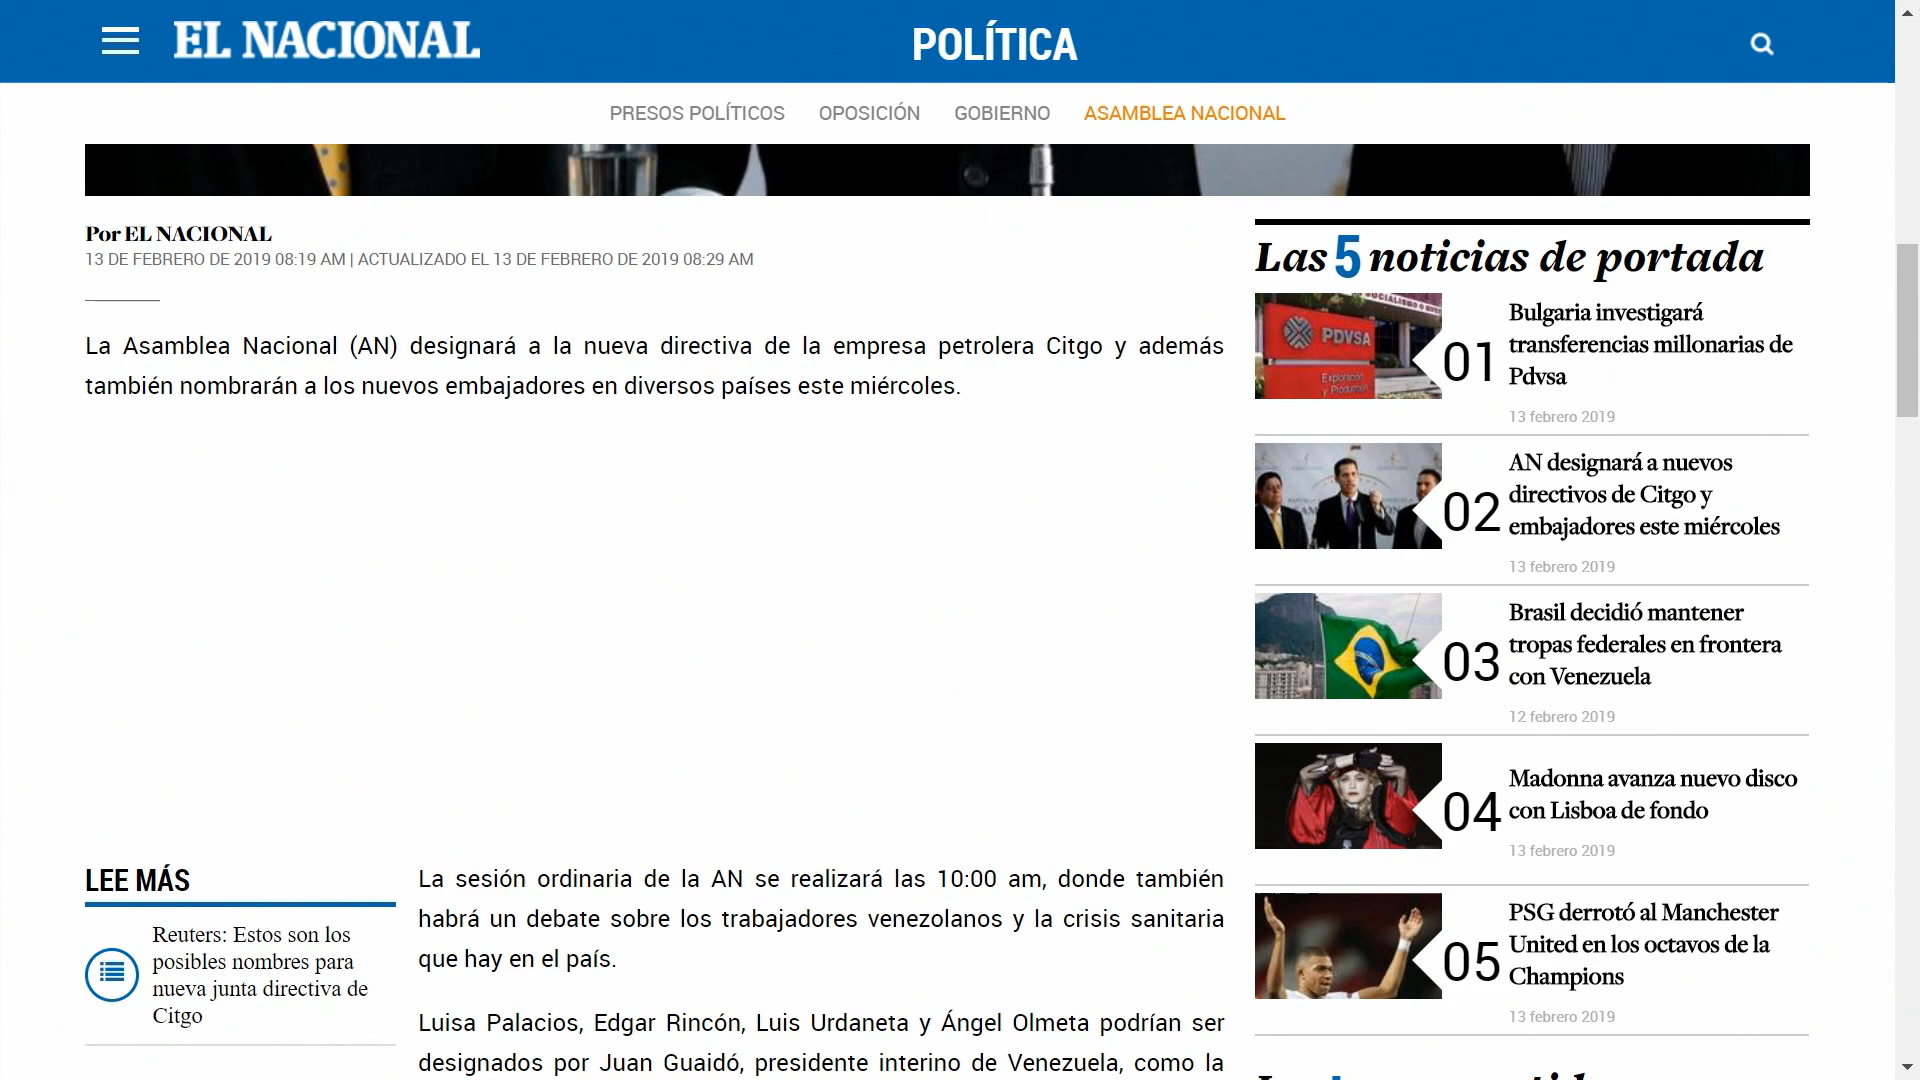 EL NACIONAL
POLÍTICA
PRESOS POLÍTICOS OPOSICIÓN GOBIERNO ASAMBLEA NACIONAL
Por EL NACIONAL
13 DE FEBRERO DE 2019 08:19 AM | ACTUALIZADO EL 13 DE FEBRERO DE 2019 08:29 AM
La Asamblea Nacional (AN) designará a la nueva directiva de la empresa petrolera Citgo y además
también nombrarán a los nuevos embajadores en diversos países este miércoles.
LEE MÁS
Reuters: Estos son los
posibles nombres para
nueva junta directiva de
Citgo
La sesión ordinaria de la AN se realizará las 10:00 am, donde también
habrá un debate sobre los trabajadores venezolanos y la crisis sanitaria
que hay en el país.
Luisa Palacios, Edgar Rincón, Luis Urdaneta y Ángel Olmeta podrían ser
designados por Juan Guaidó, presidente interino de Venezuela, como la
Las 5 noticias de portada
PDVSA
Exploración
y Producción
01
Bulgaria investigará
transferencias millonarias de
Pdvsa
13 febrero 2019
02
AN designará a nuevos
directivos de Citgo y
embajadores este miércoles
13 febrero 2019
03
Brasil decidió mantener
tropas federales en frontera
con Venezuela
12 febrero 2019
04
Madonna avanza nuevo disco
con Lisboa de fondo
13 febrero 2019
05
PSG derrotó al Manchester
United en los octavos de la
Champions
13 febrero 2019